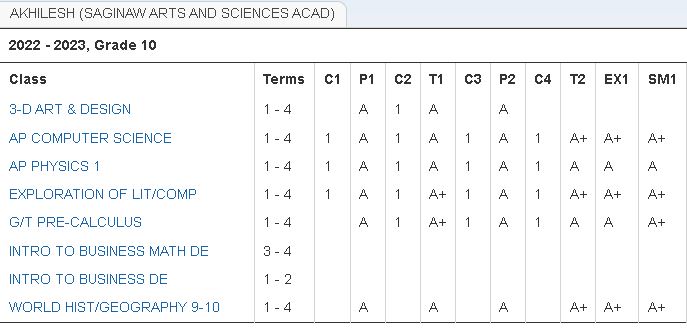 AKHILESH (SAGINAW ARTS AND SCIENCES ACAD)
2022 - 2023, Grade 10
Class Terms C1 P1 C2 T1 C3 P2 C4 T2 EX1 SM1
3-D ART & DESIGN 1 - 4 A 1 A A
AP COMPUTER SCIENCE 1 - 4 1 A 1 A 1 A 1 A+ A+ A+
AP PHYSICS 1 1 - 4 1 A 1 A 1 A 1 A A A
EXPLORATION OF LIT/COMP 1 - 4 1 A 1 A+ 1 A 1 A+ A+ A+
G/T PRE-CALCULUS 1 - 4 A 1 A+ 1 A 1 A A A+
INTRO TO BUSINESS MATH DE 3 - 4
INTRO TO BUSINESS DE 1 - 2
WORLD HIST/GEOGRAPHY 9-10 1 - 4 A A A A+ A+ A+